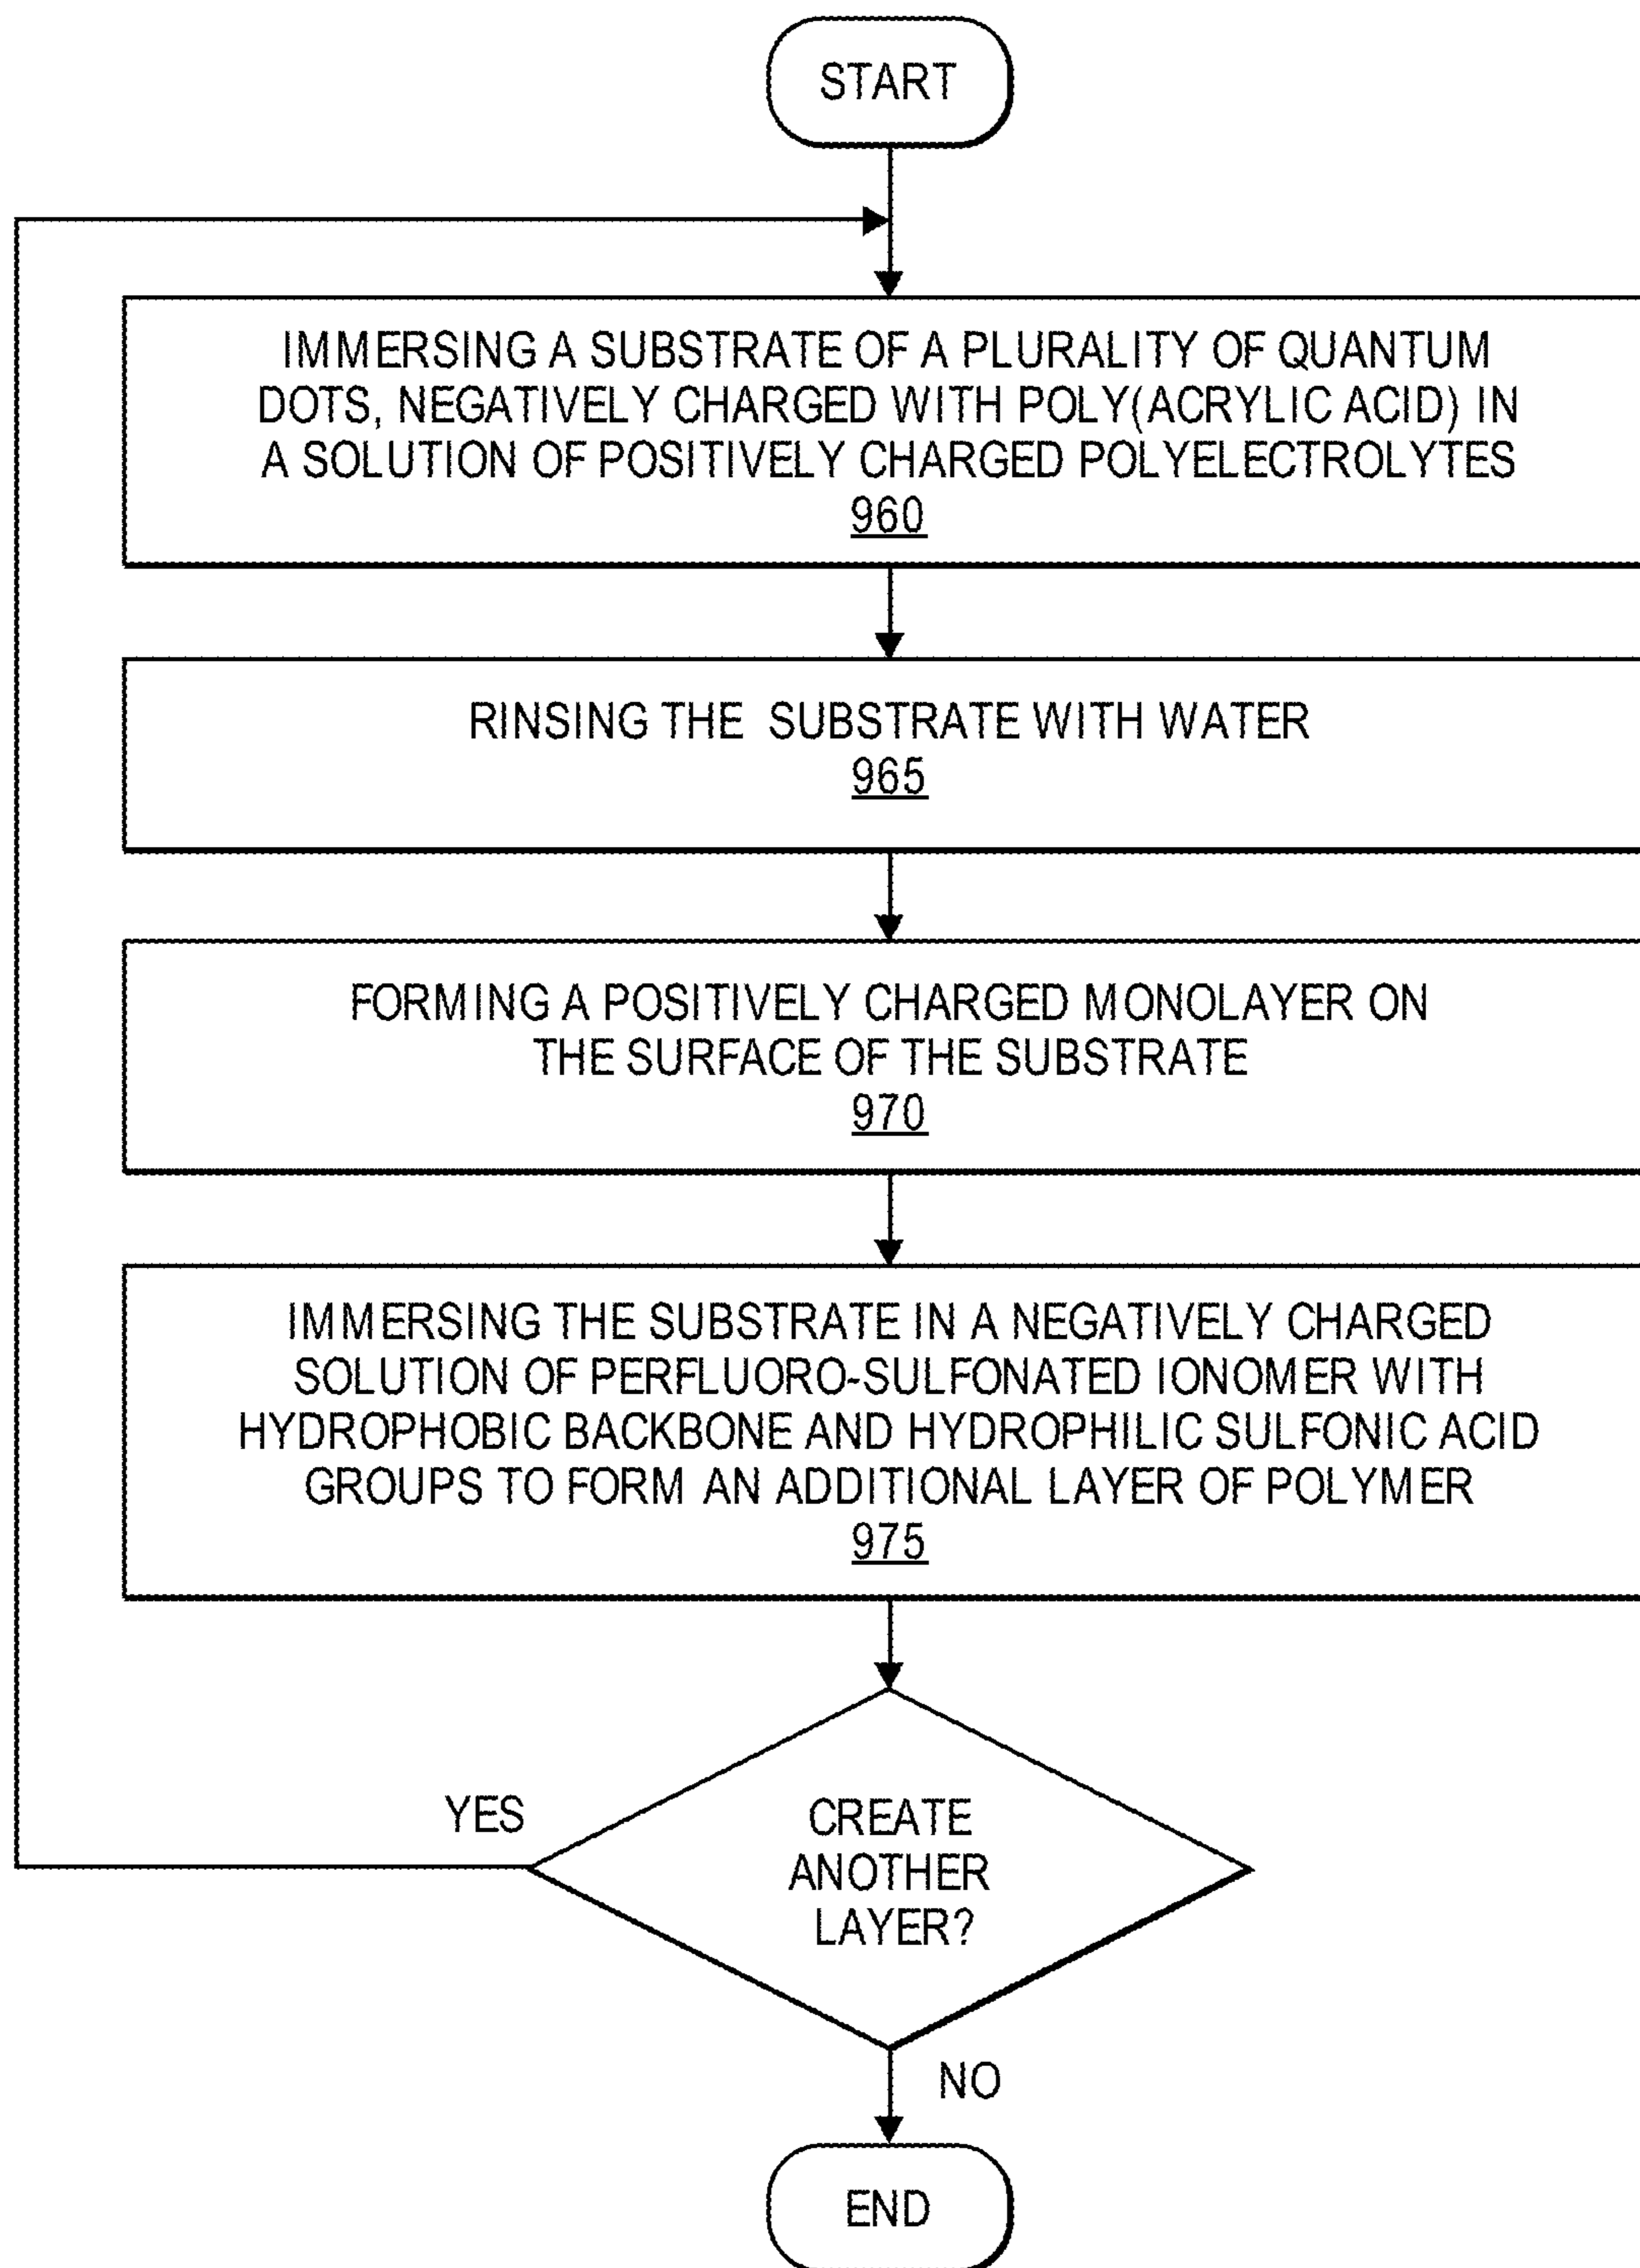 START
IMMERSING A SUBSTRATE OF A PLURALITY OF QUANTUM
DOTS, NEGATIVELY CHARGED WITH POLY(ACRYLIC ACID) IN
A SOLUTION OF POSITIVELY CHARGED POLYELECTROLYTES
960
RINSING THE SUBSTRATE WITH WATER
965
FORMING A POSITIVELY CHARGED MONOLAYER ON
THE SURFACE OF THE SUBSTRATE
970
IMMERSING THE SUBSTRATE IN A NEGATIVELY CHARGED
SOLUTION OF PERFLUORO-SULFONATED IONOMER WITH
HYDROPHOBIC BACKBONE AND HYDROPHILIC SULFONIC ACID
GROUPS TO FORM AN ADDITIONAL LAYER OF POLYMER
975
YES
CREATE
ANOTHER
LAYER?
NO
END